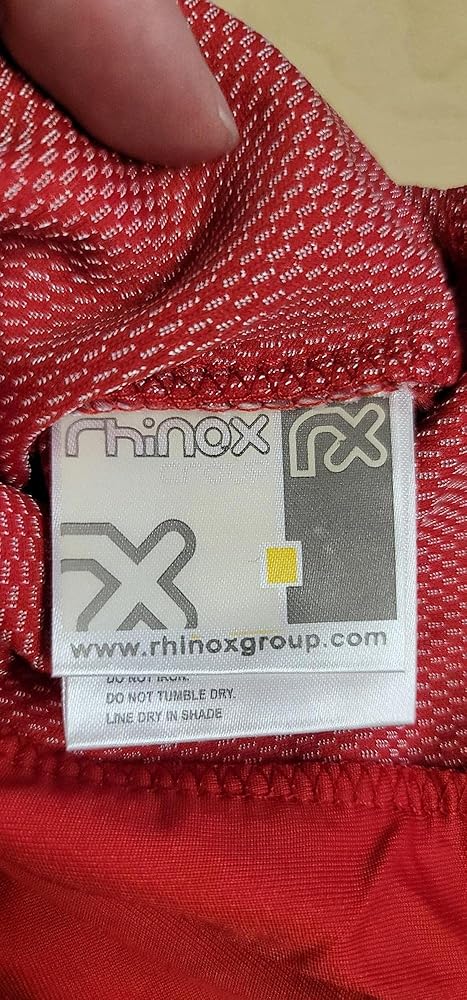 rhinox
rx
rx
www.rhinoxgroup.com
DO NOT IRON.
DO NOT TUMBLE DRY.
LINE DRY IN SHADE